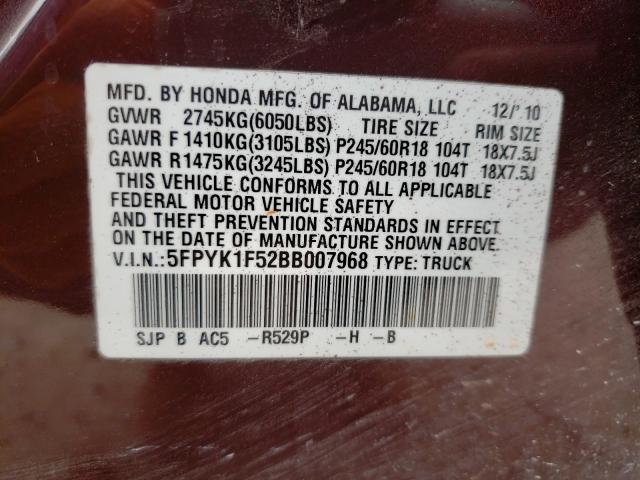 MFD. BY HONDA MFG. OF ALABAMA, LLC 12/'10
GVWR 2745KG(6050LBS) TIRE SIZE RIM SIZE
GAWR F 1410KG(3105LBS) P245/60R18 104T 18X7.5J
GAWR R 1475KG(3245LBS) P245/60R18 104T 18X7.5J
THIS VEHICLE CONFORMS TO ALL APPLICABLE
FEDERAL MOTOR VEHICLE SAFETY
AND THEFT PREVENTION STANDARDS IN EFFECT
ON THE DATE OF MANUFACTURE SHOWN ABOVE.
V.I.N.: 5FPYK1F52BB007968 TYPE: TRUCK
SJP B AC5 -R529P -H -B